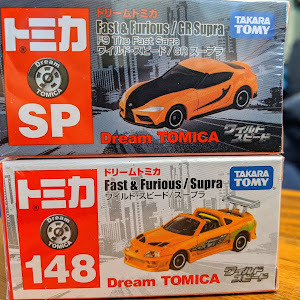 トミカ
Dream
TOMICA
SP
ドリームトミカ
Fast & Furious / GR Supra
F9 The Fast Saga
ワイルド・スピード/GR スープラ
TAKARA
TOMY
Dream TOMICA
ワイルド
スピード
トミカ
Dream
TOMICA
148
ドリームトミカ
Fast & Furious / Supra
ワイルド・スピード/スープラ
TAKARA
TOMY
Dream TOMICA
ワイルド
スピード